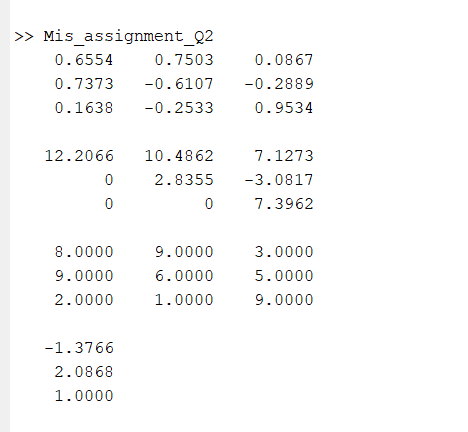 >> Mis_assignment_Q2
0.6554 0.7503 0.0867
0.7373 -0.6107 -0.2889
0.1638 -0.2533 0.9534
12.2066 10.4862 7.1273
0 2.8355 -3.0817
0 0 7.3962
8.0000 9.0000 3.0000
9.0000 6.0000 5.0000
2.0000 1.0000 9.0000
-1.3766
2.0868
1.0000